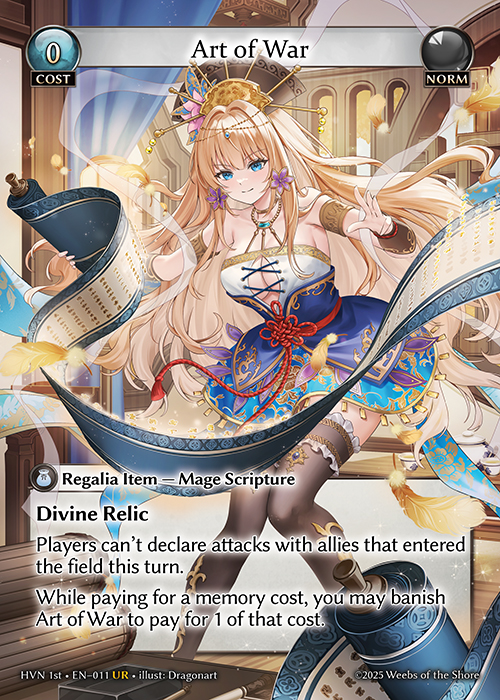 Art of War
0
COST
NORM
Regalia Item — Mage Scripture
Divine Relic
Players can't declare attacks with allies that entered
the field this turn.
While paying for a memory cost, you may banish
Art of War to pay for 1 of that cost.
HVN 1st • EN–011 UR • illust: Dragonart
©2025 Weebs of the Shore